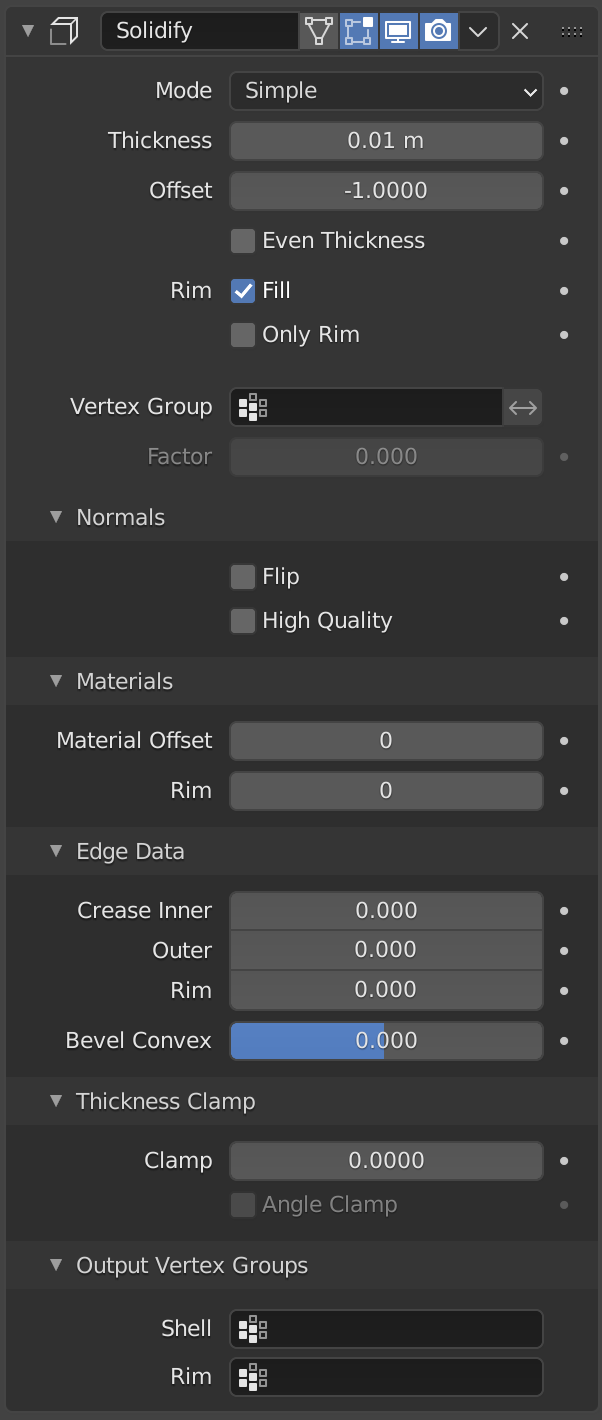 Solidify
Mode Simple
Thickness 0.01 m
Offset -1.0000
Even Thickness
Rim Fill
Only Rim
Vertex Group
Factor 0.000
Normals
Flip
High Quality
Materials
Material Offset 0
Rim 0
Edge Data
Crease Inner 0.000
Outer 0.000
Rim 0.000
Bevel Convex 0.000
Thickness Clamp
Clamp 0.0000
Angle Clamp
Output Vertex Groups
Shell
Rim